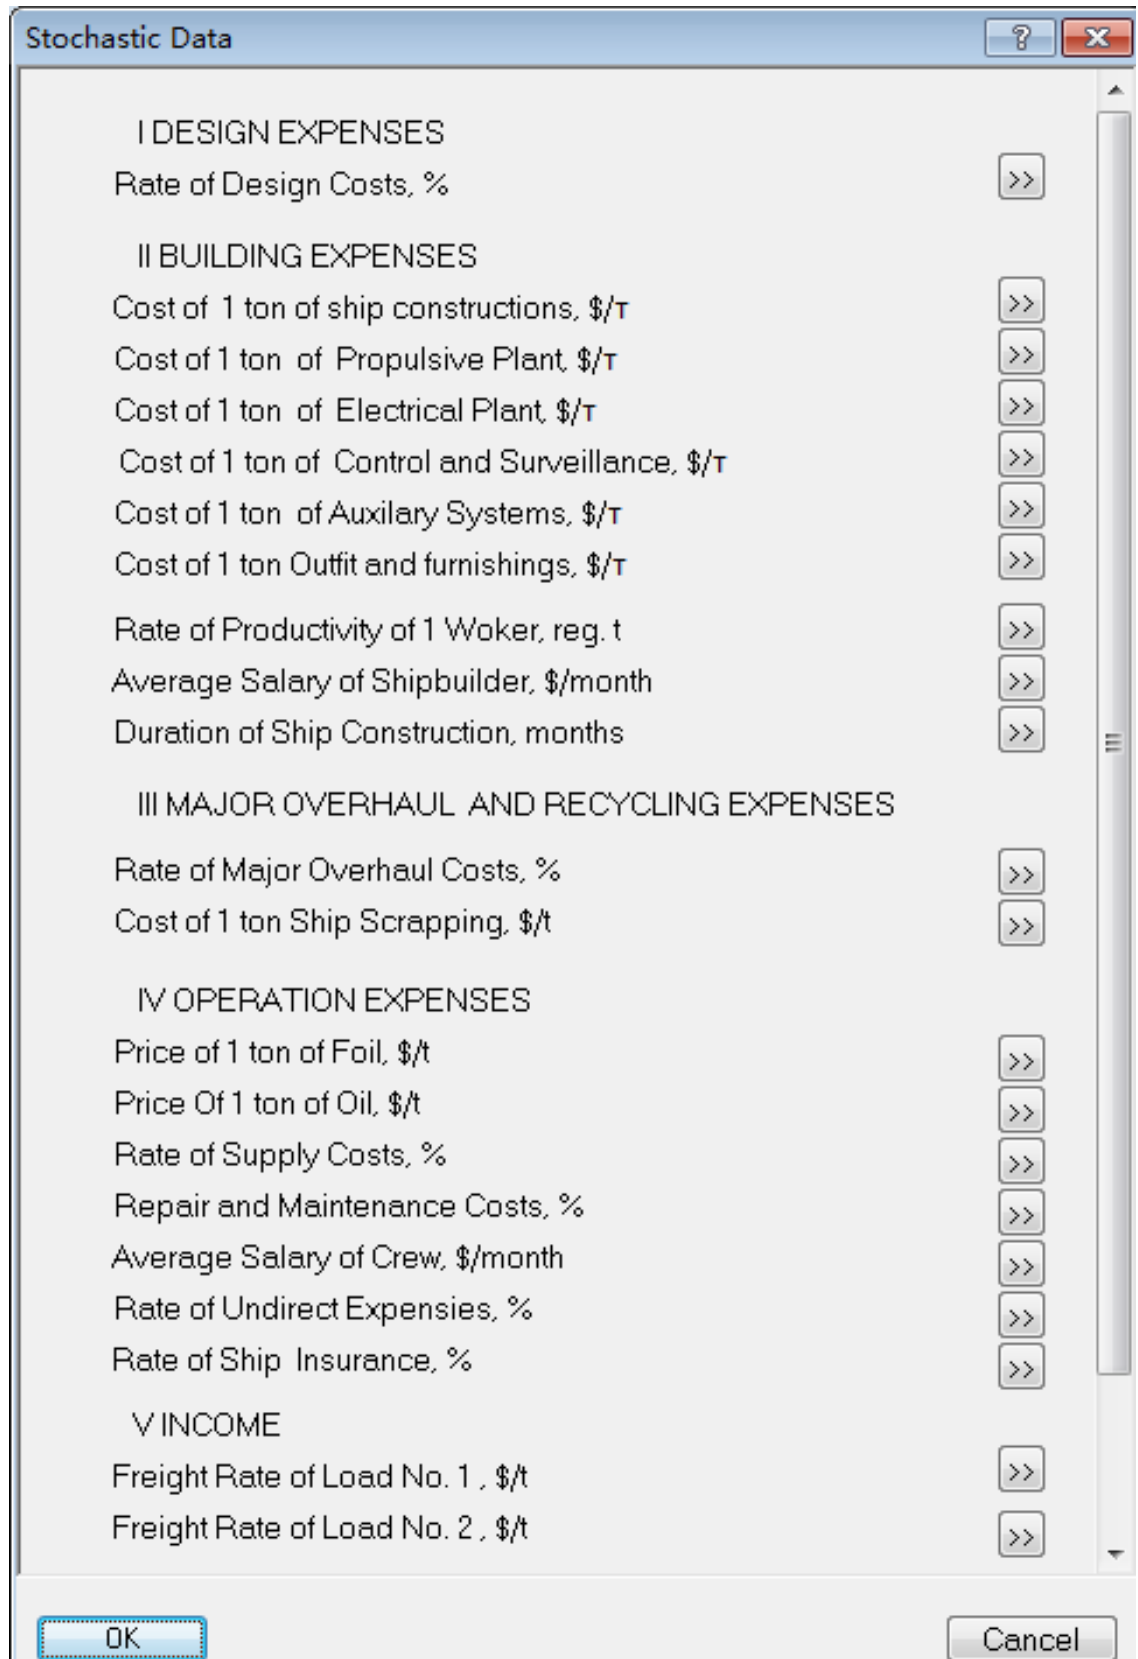 Stochastic Data
I DESIGN EXPENSES
Rate of Design Costs, % >>
II BUILDING EXPENSES
Cost of 1 ton of ship constructions, $/т >>
Cost of 1 ton of Propulsive Plant, $/т >>
Cost of 1 ton of Electrical Plant, $/т >>
Cost of 1 ton of Control and Surveillance, $/т >>
Cost of 1 ton of Auxilary Systems, $/т >>
Cost of 1 ton Outfit and furnishings, $/т >>
Rate of Productivity of 1 Woker, reg. t >>
Average Salary of Shipbuilder, $/month >>
Duration of Ship Construction, months >>
III MAJOR OVERHAUL AND RECYCLING EXPENSES
Rate of Major Overhaul Costs, % >>
Cost of 1 ton Ship Scrapping, $/t >>
IV OPERATION EXPENSES
Price of 1 ton of Foil, $/t >>
Price Of 1 ton of Oil, $/t >>
Rate of Supply Costs, % >>
Repair and Maintenance Costs, % >>
Average Salary of Crew, $/month >>
Rate of Undirect Expensies, % >>
Rate of Ship Insurance, % >>
V INCOME
Freight Rate of Load No. 1 , $/t >>
Freight Rate of Load No. 2 , $/t >>
OK Cancel